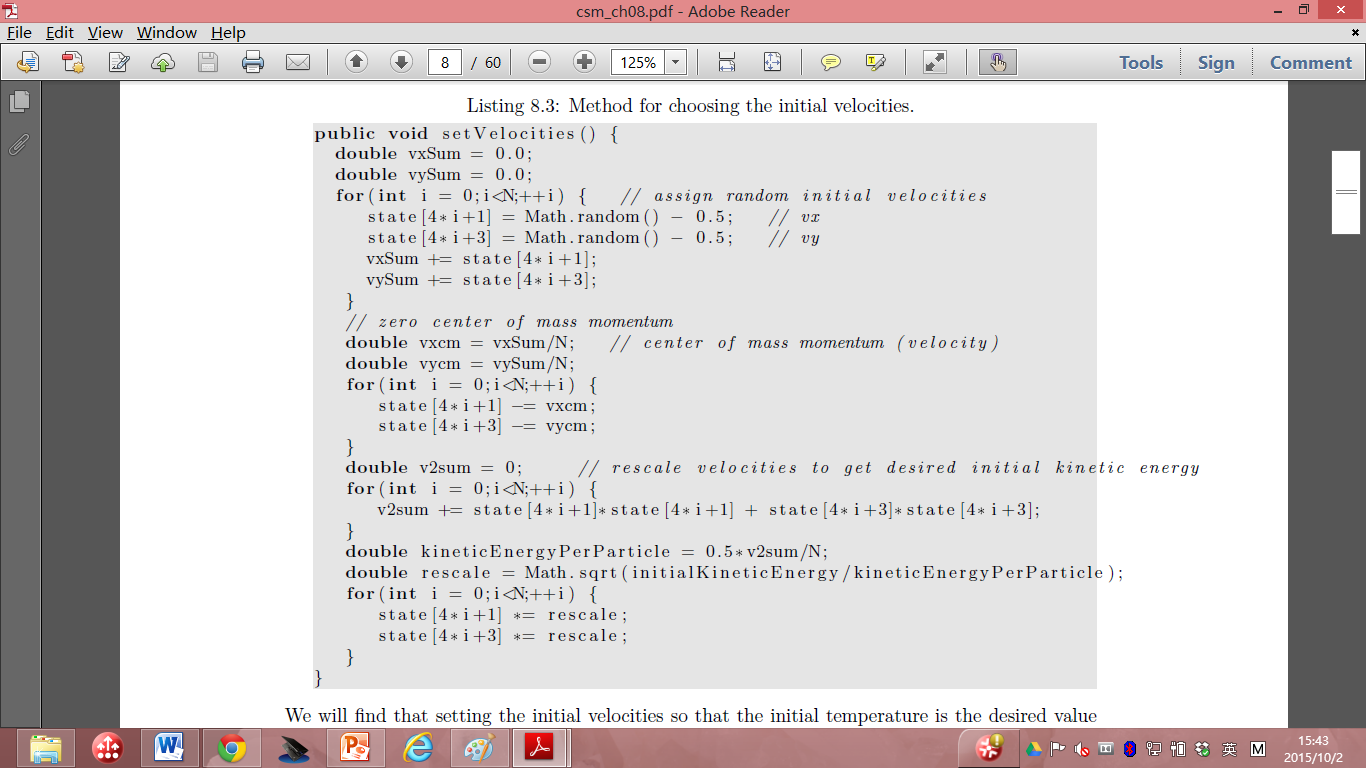 csm_ch08.pdf - Adobe Reader
File Edit View Window Help
8 / 60 125% Tools Sign Comment
Listing 8.3: Method for choosing the initial velocities.
public void setVelocities() {
double vxSum = 0.0;
double vySum = 0.0;
for(int i = 0;i<N;++i) { // assign random initial velocities
state[4*i+1] = Math.random() - 0.5; // vx
state[4*i+3] = Math.random() - 0.5; // vy
vxSum += state[4*i+1];
vySum += state[4*i+3];
}
// zero center of mass momentum
double vxcm = vxSum/N; // center of mass momentum (velocity)
double vycm = vySum/N;
for(int i = 0;i<N;++i) {
state[4*i+1] -= vxcm;
state[4*i+3] -= vycm;
}
double v2sum = 0; // rescale velocities to get desired initial kinetic energy
for(int i = 0;i<N;++i) {
v2sum += state[4*i+1]*state[4*i+1] + state[4*i+3]*state[4*i+3];
}
double kineticEnergyPerParticle = 0.5*v2sum/N;
double rescale = Math.sqrt(initialKineticEnergy/kineticEnergyPerParticle);
for(int i = 0;i<N;++i) {
state[4*i+1] *= rescale;
state[4*i+3] *= rescale;
}
}
We will find that setting the initial velocities so that the initial temperature is the desired value
英 M 15:43
2015/10/2